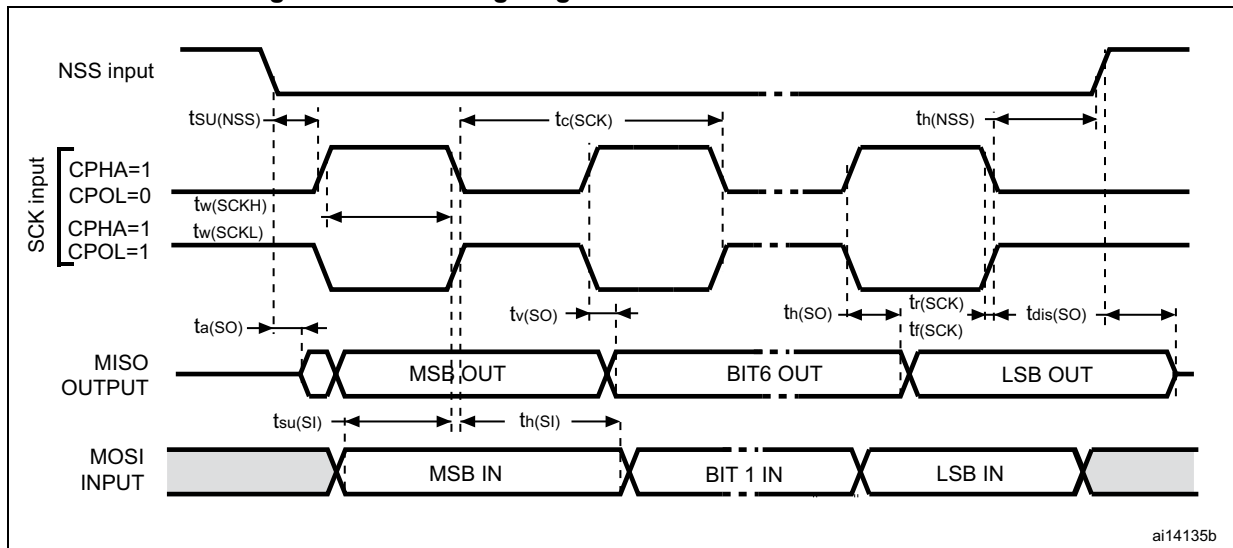 NSS input
tSU(NSS)
tc(SCK)
th(NSS)
SCK input
CPHA=1
CPOL=0
tw(SCKH)
CPHA=1
tw(SCKL)
CPOL=1
ta(SO)
tv(SO)
th(SO)
tr(SCK)
tf(SCK)
tdis(SO)
MISO
OUTPUT
MSB OUT
BIT6 OUT
LSB OUT
tsu(SI)
th(SI)
MOSI
INPUT
MSB IN
BIT 1 IN
LSB IN
ai14135b